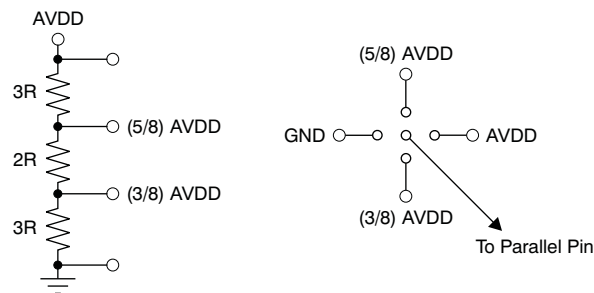 AVDD
3R
(5/8) AVDD
2R
(3/8) AVDD
3R
(5/8) AVDD
GND
AVDD
(3/8) AVDD
To Parallel Pin